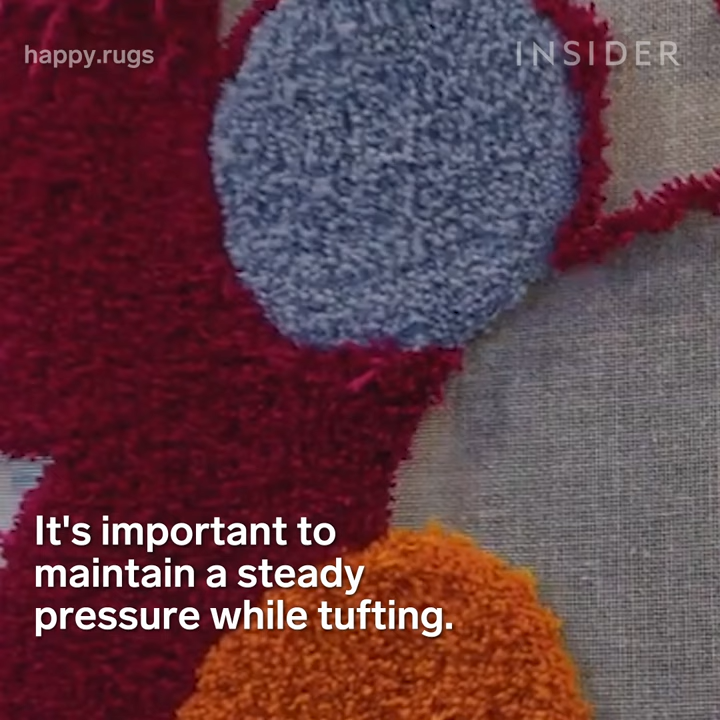 happy.rugs
INSIDER
It's important to
maintain a steady
pressure while tufting.